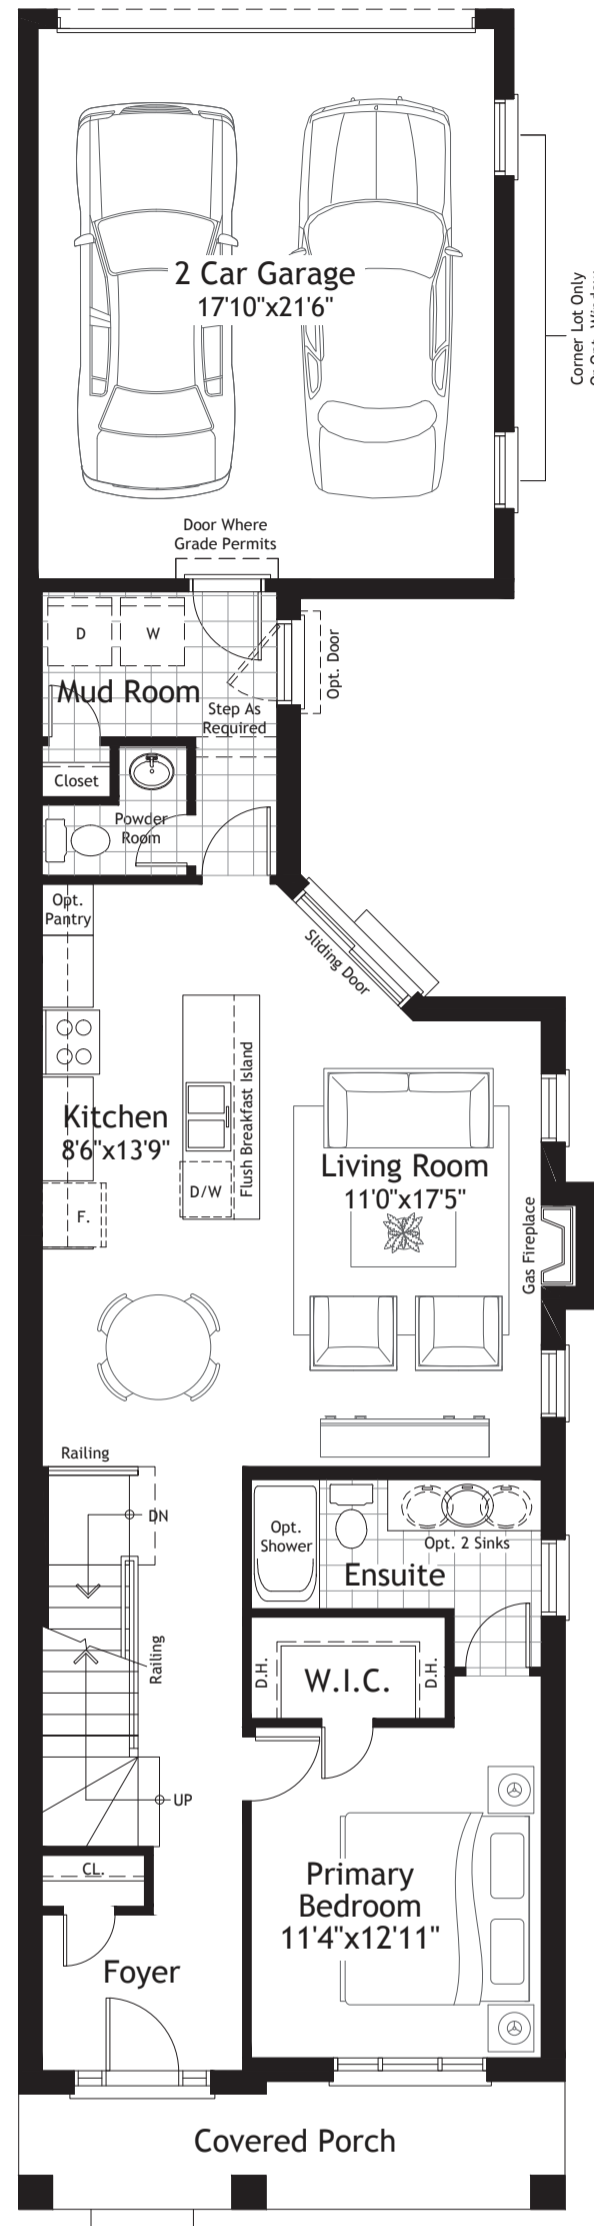 2 Car Garage
17'10"x21'6"
Corner Lot Only
Door Where
Grade Permits
D
W
Mud Room
Step As
Required
Opt. Door
Closet
Powder
Room
Opt.
Pantry
Sliding Door
Kitchen
8'6"x13'9"
Flush Breakfast Island
D/W
F.
Living Room
11'0"x17'5"
Gas Fireplace
Railing
DN
Opt.
Shower
Opt. 2 Sinks
Ensuite
Railing
D.H.
W.I.C.
D.H.
UP
CL.
Primary
Bedroom
11'4"x12'11"
Foyer
Covered Porch